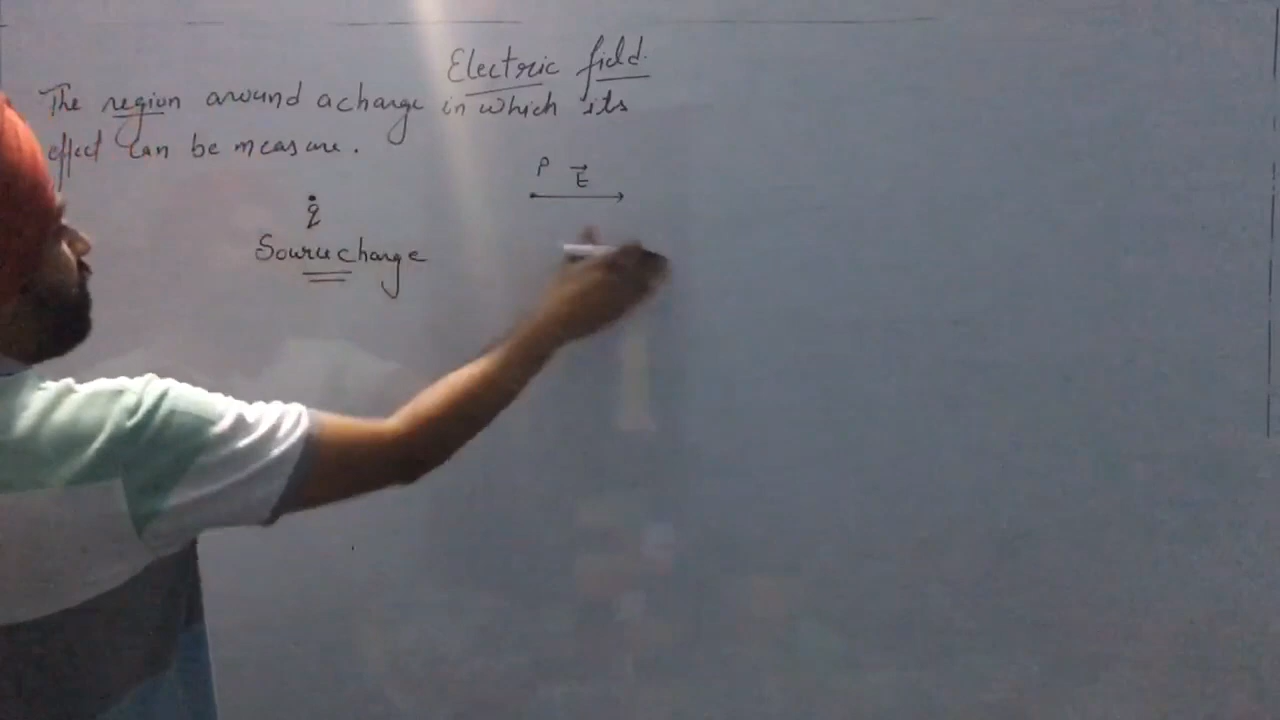 Electric field.
The region around a charge in which its
effect can be measure.
P E⃗
q
Source charge